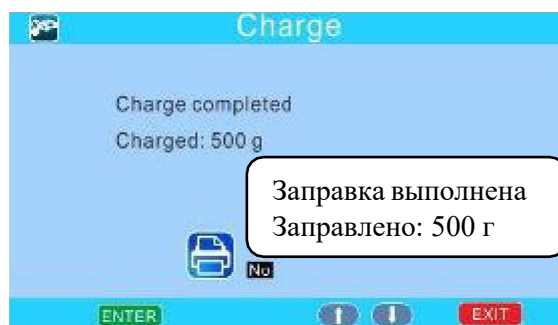 Charge
Charge completed
Charged: 500 g
Заправка выполнена
Заправлено: 500 г
No
ENTER
EXIT